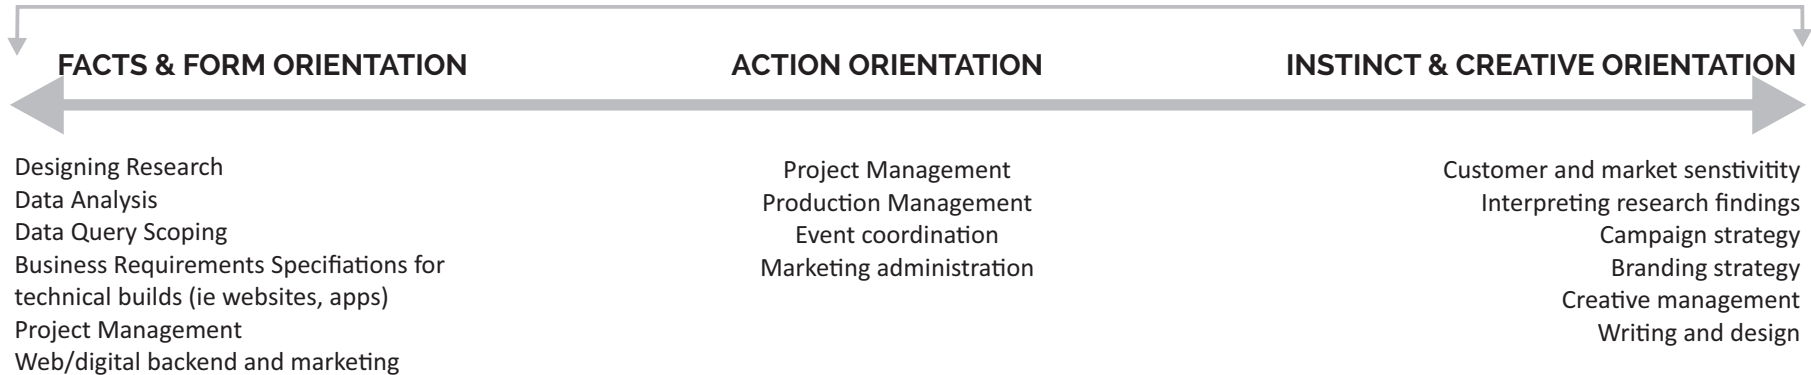 FACTS & FORM ORIENTATION
Designing Research
Data Analysis
Data Query Scoping
Business Requirements Specifiations for
technical builds (ie websites, apps)
Project Management
Web/digital backend and marketing
ACTION ORIENTATION
Project Management
Production Management
Event coordination
Marketing administration
INSTINCT & CREATIVE ORIENTATION
Customer and market senstivitity
Interpreting research findings
Campaign strategy
Branding strategy
Creative management
Writing and design